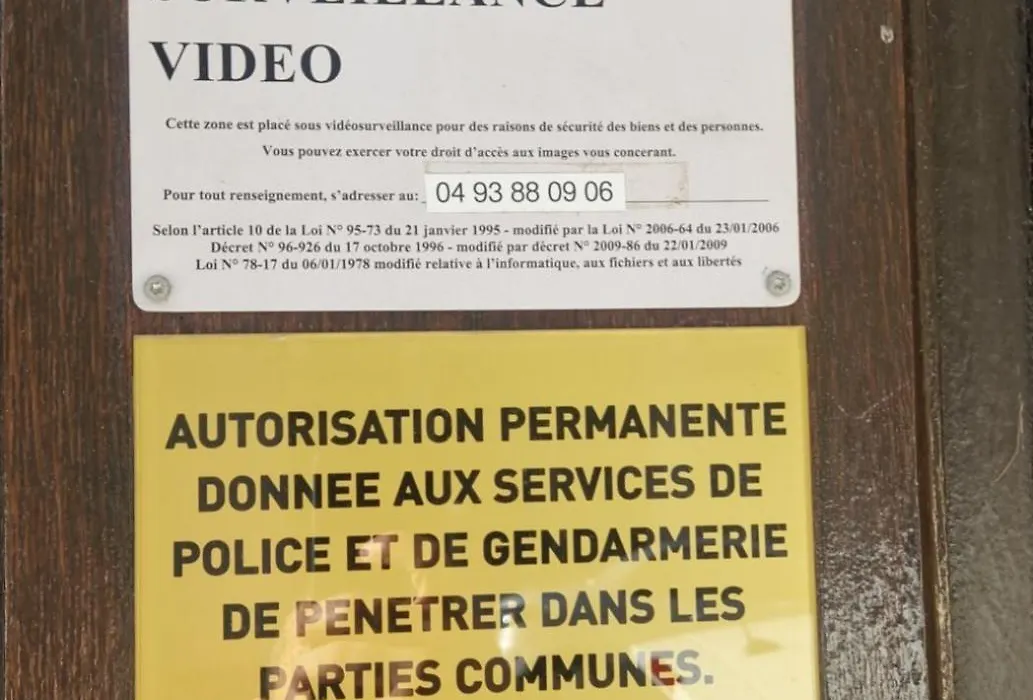 SURVEILLANCE
VIDEO
Cette zone est placé sous vidéosurveillance pour des raisons de sécurité des biens et des personnes.
Vous pouvez exercer votre droit d'accès aux images vous concerant.
Pour tout renseignement, s'adresser au: 04 93 88 09 06
Selon l'article 10 de la Loi N° 95-73 du 21 janvier 1995 - modifié par la Loi N° 2006-64 du 23/01/2006
Décret N° 96-926 du 17 octobre 1996 - modifié par décret N° 2009-86 du 22/01/2009
Loi N° 78-17 du 06/01/1978 modifié relative à l'informatique, aux fichiers et aux libertés
AUTORISATION PERMANENTE
DONNEE AUX SERVICES DE
POLICE ET DE GENDARMERIE
DE PENETRER DANS LES
PARTIES COMMUNES.